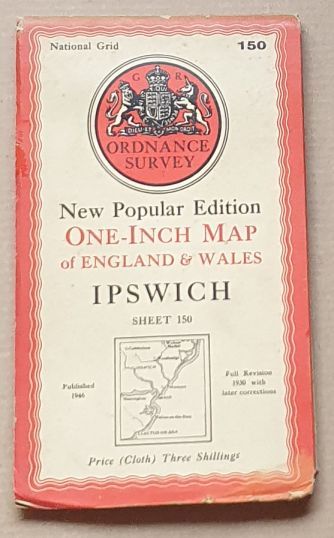 National Grid 150
G R
DIEU ET MON DROIT
ORDNANCE
SURVEY
New Popular Edition
ONE-INCH MAP
of ENGLAND & WALES
IPSWICH
SHEET 150
Published
1946
Full Revision
1930 with
later corrections
Price (Cloth) Three Shillings